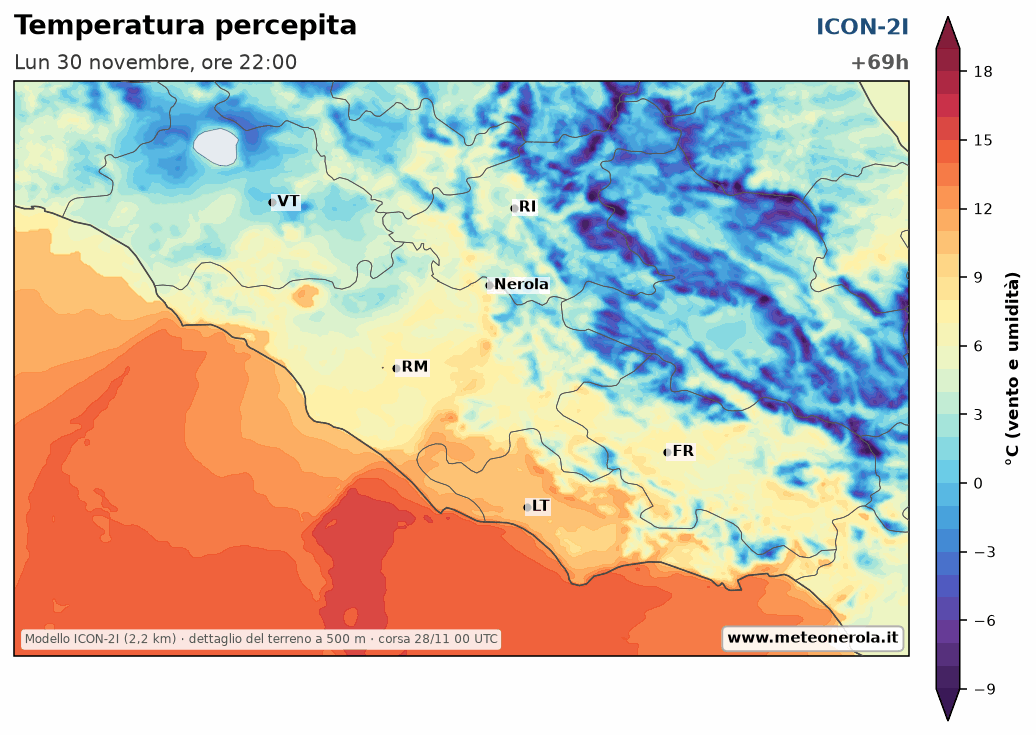 Temperatura percepita
ICON-2I
Lun 30 novembre, ore 22:00
+69h
VT
RI
Nerola
RM
FR
LT
Modello ICON-2I (2,2 km) · dettaglio del terreno a 500 m · corsa 28/11 00 UTC
www.meteonerola.it
18
15
12
9
6
3
0
−3
−6
−9
°C (vento e umidità)